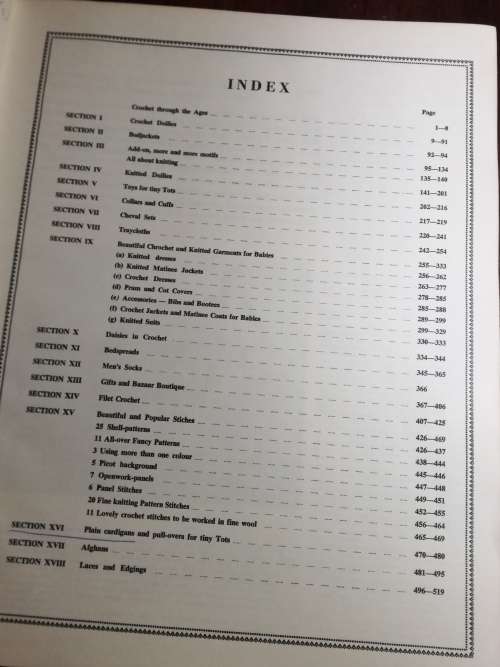 INDEX
Page
Crochet through the Ages 1—8
SECTION I Crochet Doilies 9—91
SECTION II Bedjackets 92—94
SECTION III Add-on, more and more motifs 95—134
All about knitting 135—140
SECTION IV Knitted Doilies 141—201
SECTION V Toys for tiny Tots 202—216
SECTION VI Collars and Cuffs 217—219
SECTION VII Cheval Sets 220—241
SECTION VIII Traycloths 242—254
SECTION IX Beautiful Chrochet and Knitted Garments for Babies 255—333
(a) Knitted dresses 256—262
(b) Knitted Matinee Jackets 263—277
(c) Crochet Dresses 278—285
(d) Pram and Cot Covers 285—288
(e) Accessories — Bibs and Bootees 289—299
(f) Crochet Jackets and Matinee Coats for Babies 299—329
(g) Knitted Suits 330—333
SECTION X Daisies in Crochet 334—344
SECTION XI Bedspreads 345—365
SECTION XII Men's Socks 366
SECTION XIII Gifts and Bazaar Boutique 367—406
SECTION XIV Filet Crochet 407—425
SECTION XV Beautiful and Popular Stiches 426—469
25 Shell-patterns 426—437
11 All-over Fancy Patterns 438—444
3 Using more than one colour 445—446
5 Picot background 447—448
7 Openwork-panels 449—451
6 Panel Stitches 452—455
20 Fine knitting Pattern Stitches 456—464
11 Lovely crochet stitches to be worked in fine wool 465—469
SECTION XVI Plain cardigans and pull-overs for tiny Tots 470—480
SECTION XVII Afghans 481—495
SECTION XVIII Laces and Edgings 496—519